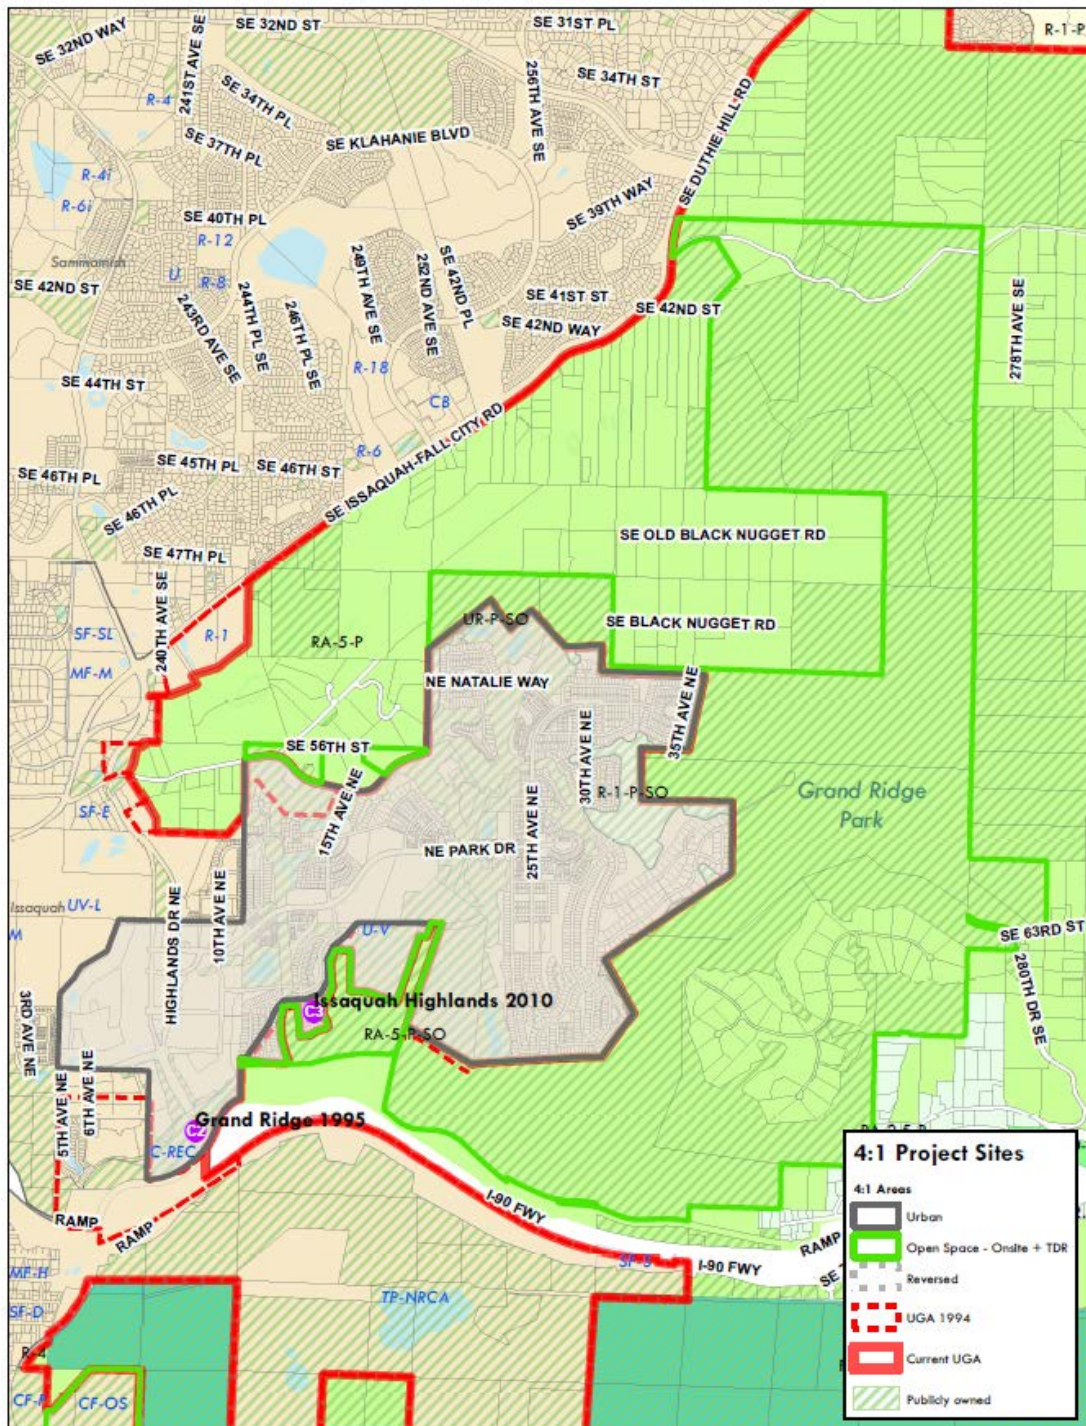 SE 32ND WAY
241ST AVE SE
SE 32ND ST
SE 31ST PL
R-1-P
R-4
SE 34TH PL
256TH AVE SE
SE 34TH ST
SE 37TH PL
SE KLAHANIE BLVD
SE DUTHIE HILL RD
R-4i
R-6i
SE 39TH WAY
SE 40TH PL
R-12
Sammamish
U
R-8
SE 42ND ST
243RD AVE SE
244TH PL SE
246TH PL SE
249TH AVE SE
252ND AVE SE
SE 42ND PL
SE 41ST ST
SE 42ND WAY
SE 42ND ST
278TH AVE SE
R-18
SE 44TH ST
CB
R-6
SE ISSAQUAH-FALL CITY RD
SE 45TH PL
SE 46TH ST
SE 46TH PL
SE 46TH PL
SE OLD BLACK NUGGET RD
SE 47TH PL
240TH AVE SE
SF-SL
R-1
RA-5-P
UR-P-SO
SE BLACK NUGGET RD
MF-M
NE NATALIE WAY
35TH AVE NE
30TH AVE NE
SE 56TH ST
15TH AVE NE
R-1-P-SO
Grand Ridge
Park
SF-E
25TH AVE NE
NE PARK DR
HIGHLANDS DR NE
10TH AVE NE
Issaquah
UV-L
M
U-V
SE 63RD ST
280TH DR SE
3RD AVE NE
Issaquah Highlands 2010
RA-5-P-SO
5TH AVE NE
6TH AVE NE
Grand Ridge 1995
C-REC
RAMP
RAMP
I-90 FWY
SF-S
I-90 FWY
RAMP
MF-H
TP-NRCA
SF-D
R-4
CF-F
CF-OS
4:1 Project Sites
4:1 Areas
Urban
Open Space - Onsite + TDR
Reversed
UGA 1994
Current UGA
Publicly owned